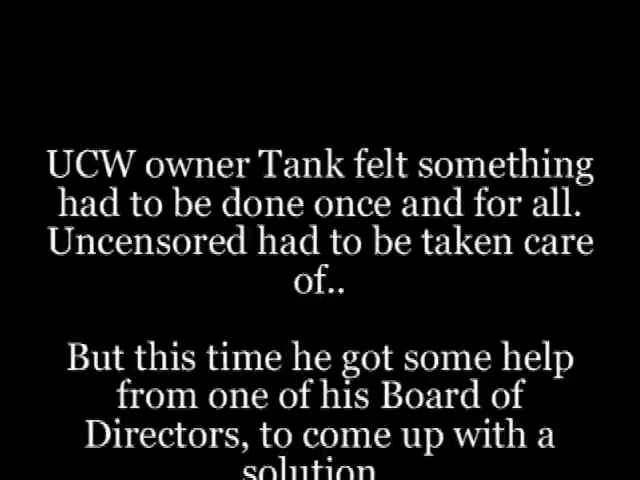 UCW owner Tank felt something
had to be done once and for all.
Uncensored had to be taken care
of..
But this time he got some help
from one of his Board of
Directors, to come up with a
solution